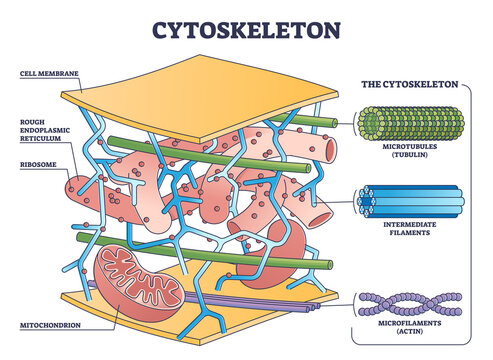 CYTOSKELETON
CELL MEMBRANE
ROUGH
ENDOPLASMIC
RETICULUM
RIBOSOME
MITOCHONDRION
THE CYTOSKELETON
MICROTUBULES
(TUBULIN)
INTERMEDIATE
FILAMENTS
MICROFILAMENTS
(ACTIN)